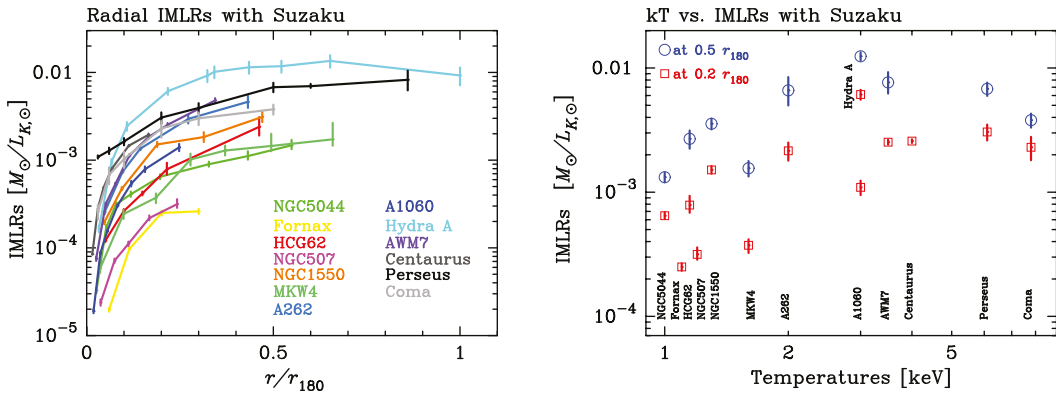 Radial IMLRs with Suzaku
IMLRs [M⊙/L_{K,⊙}]
0.01
10⁻³
10⁻⁴
10⁻⁵
0
0.5
1
r/r₁₈₀
NGC5044
Fornax
HCG62
NGC507
NGC1550
MKW4
A262
A1060
Hydra A
AWM7
Centaurus
Perseus
Coma
kT vs. IMLRs with Suzaku
at 0.5 r₁₈₀
at 0.2 r₁₈₀
IMLRs [M⊙/L_{K,⊙}]
0.01
10⁻³
10⁻⁴
Hydra A
NGC5044
Fornax
HCG62
NGC507
NGC1550
MKW4
A262
A1060
AWM7
Centaurus
Perseus
Coma
1
2
5
Temperatures [keV]